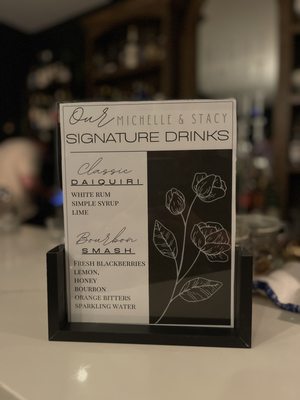 Our MICHELLE & STACY
SIGNATURE DRINKS
Classic
DAIQUIRI
WHITE RUM
SIMPLE SYRUP
LIME
Bourbon
SMASH
FRESH BLACKBERRIES
LEMON,
HONEY
BOURBON
ORANGE BITTERS
SPARKLING WATER